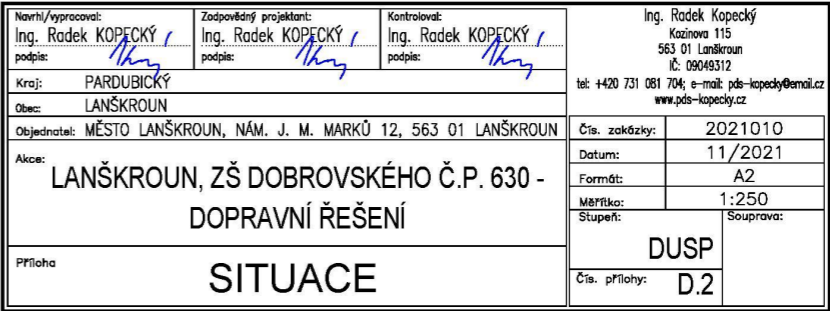 Navrhl/vypracoval:
Ing. Radek KOPECKÝ
podpis:
Zodpovědný projektant:
Ing. Radek KOPECKÝ
podpis:
Kontroloval:
Ing. Radek KOPECKÝ
podpis:
Ing. Radek Kopecký
Kozinova 115
563 01 Lanškroun
IČ: 09049312
tel: +420 731 081 704; e-mail: pds-kopecky@email.cz
www.pds-kopecky.cz
Kraj: PARDUBICKÝ
Obec: LANŠKROUN
Objednatel: MĚSTO LANŠKROUN, NÁM. J. M. MARKŮ 12, 563 01 LANŠKROUN
Akce:
LANŠKROUN, ZŠ DOBROVSKÉHO Č.P. 630 -
DOPRAVNÍ ŘEŠENÍ
Příloha
SITUACE
Čís. zakázky: 2021010
Datum: 11/2021
Formát: A2
Měřítko: 1:250
Stupeň:
DUSP
Souprava:
Čís. přílohy: D.2